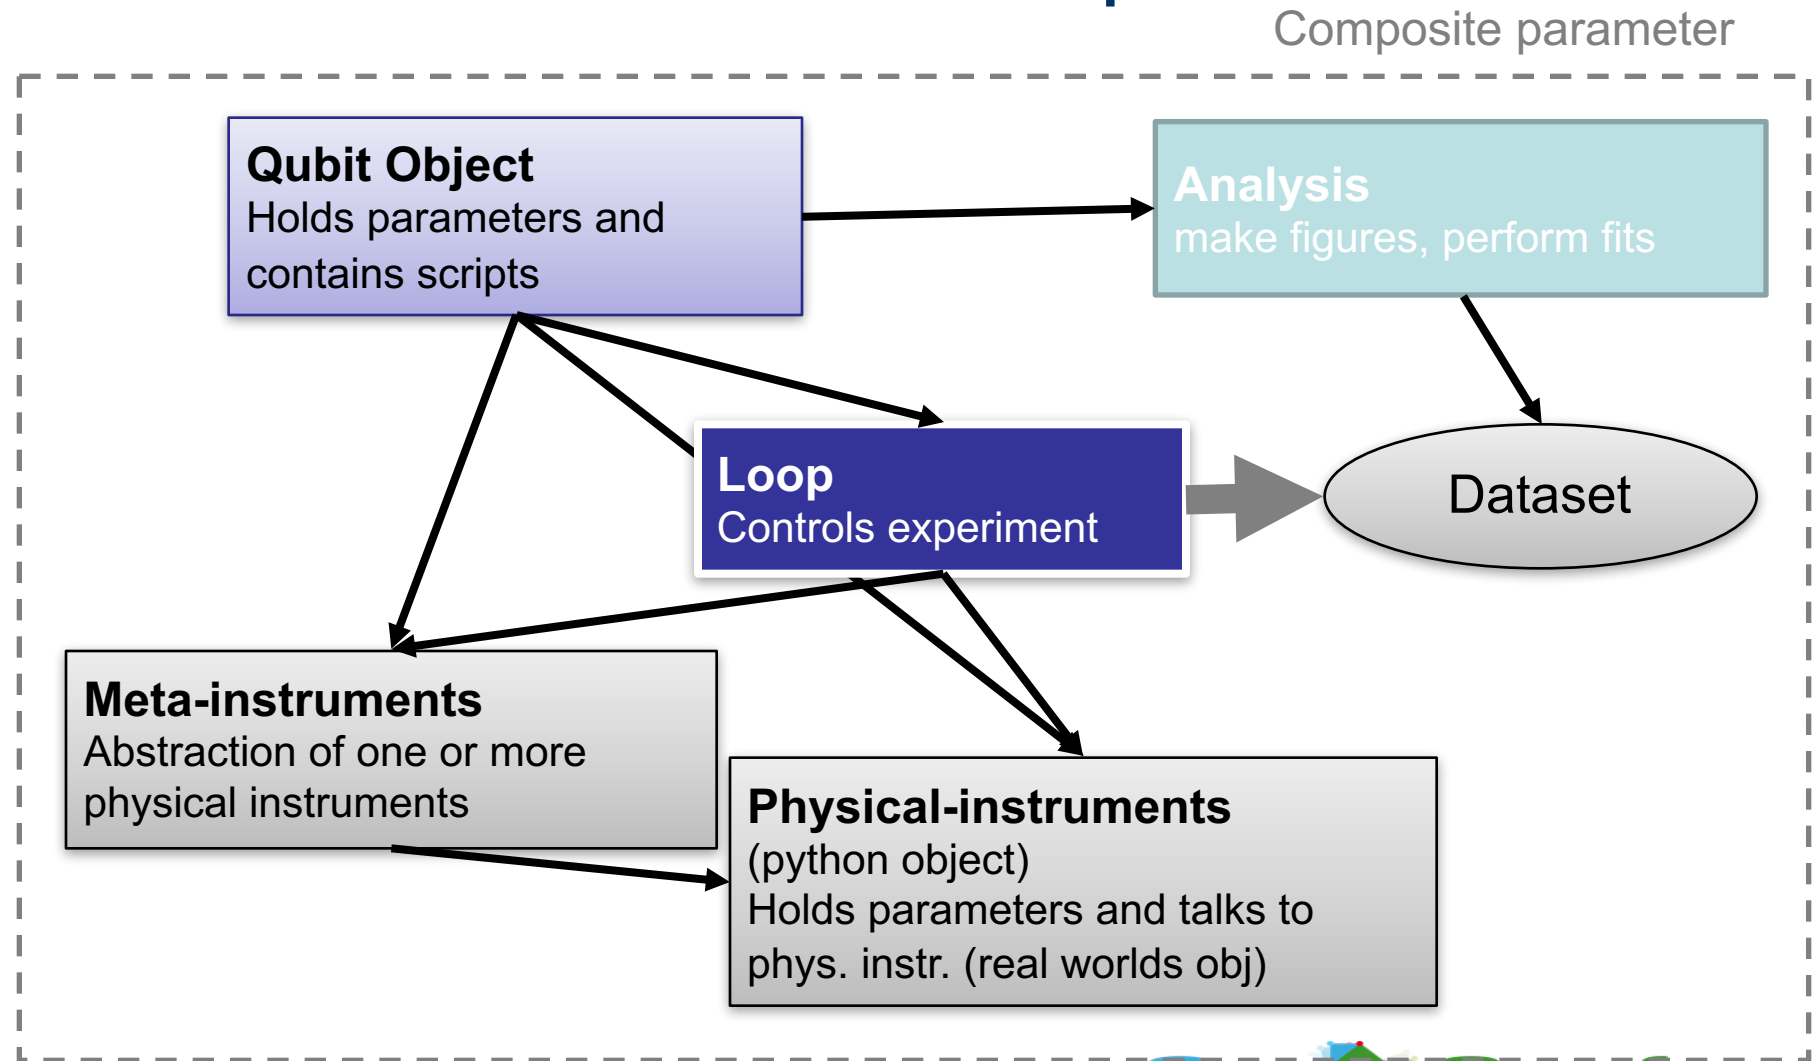 Composite parameter
Qubit Object
Holds parameters and
contains scripts
Analysis
make figures, perform fits
Loop
Controls experiment
Dataset
Meta-instruments
Abstraction of one or more
physical instruments
Physical-instruments
(python object)
Holds parameters and talks to
phys. instr. (real worlds obj)